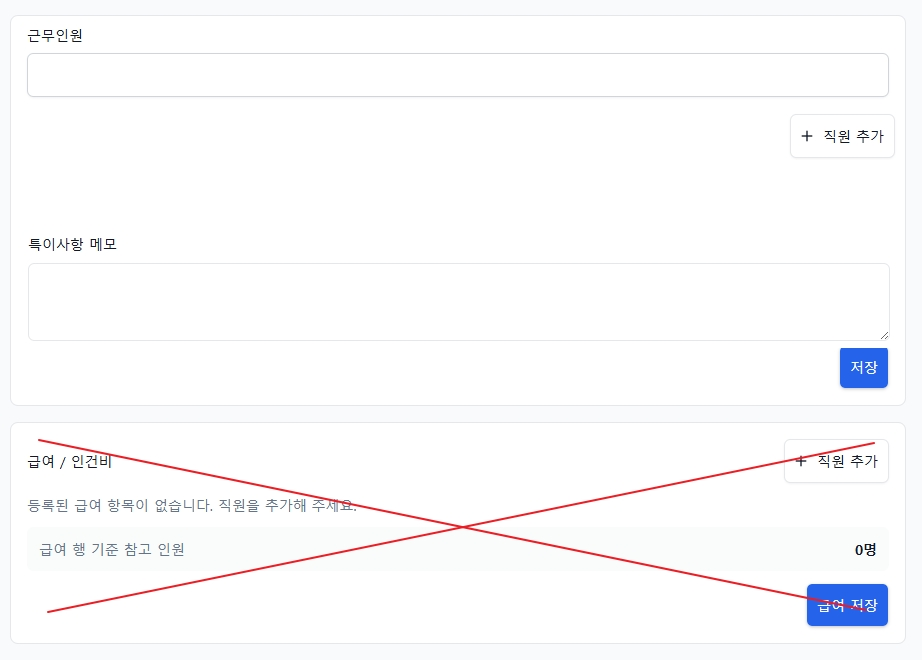 근무인원
+ 직원 추가
특이사항 메모
저장
급여 / 인건비
+ 직원 추가
등록된 급여 항목이 없습니다. 직원을 추가해 주세요.
급여 행 기준 참고 인원
0명
급여 저장